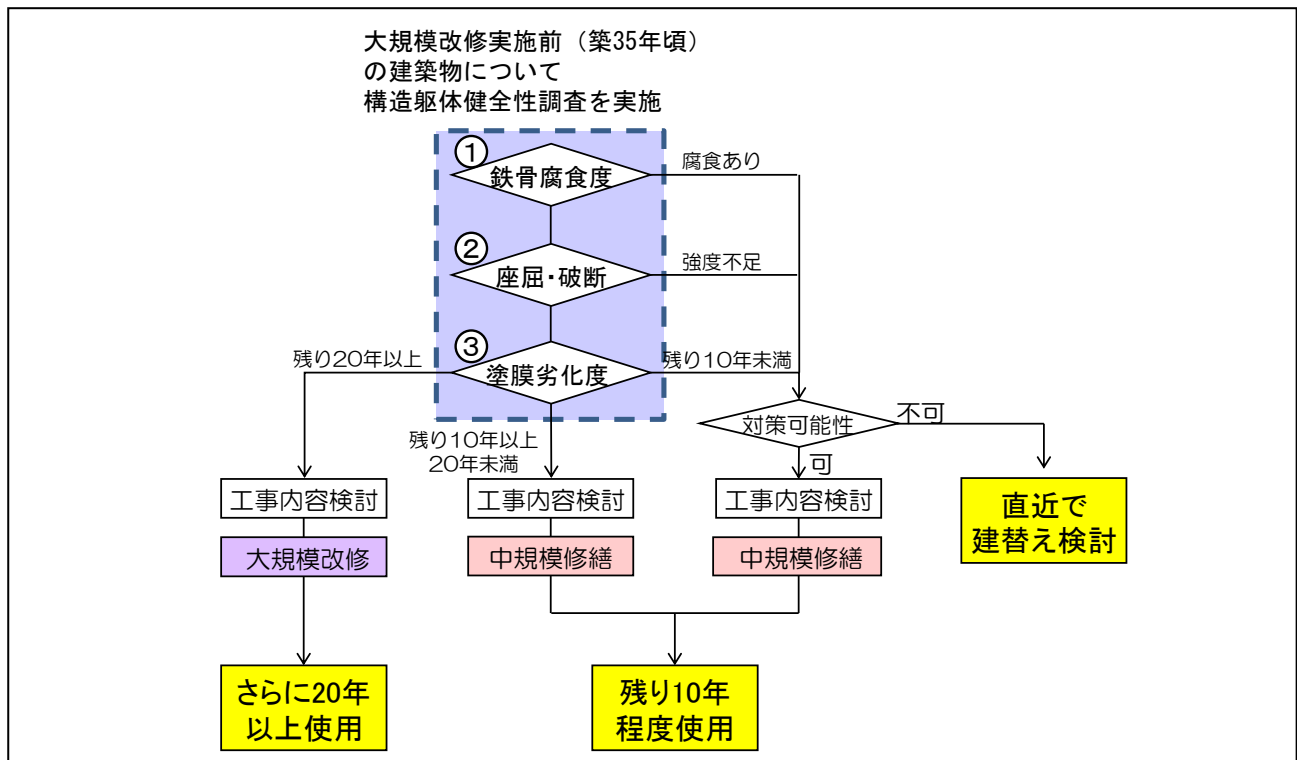 大規模改修実施前（築35年頃）
の建築物について
構造躯体健全性調査を実施
①
鉄骨腐食度
腐食あり
②
座屈・破断
強度不足
残り20年以上
③
塗膜劣化度
残り10年未満
対策可能性
不可
残り10年以上
20年未満
可
工事内容検討
工事内容検討
工事内容検討
直近で
建替え検討
大規模改修
中規模修繕
中規模修繕
さらに20年
以上使用
残り10年
程度使用